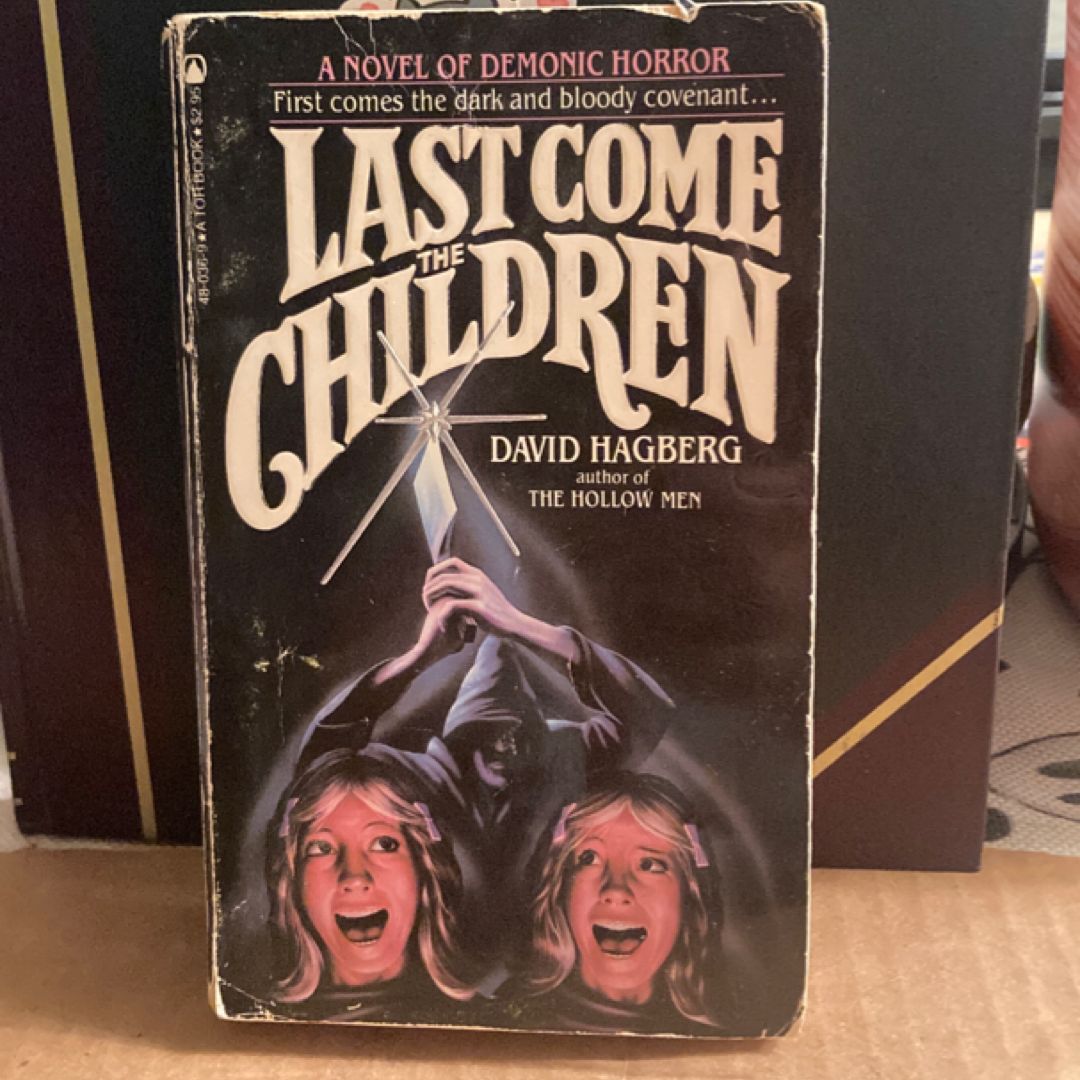 A NOVEL OF DEMONIC HORROR
First comes the dark and bloody covenant...
LAST COME
THE
CHILDREN
DAVID HAGBERG
author of
THE HOLLOW MEN
48-036-9★A TOR BOOK★$2.95